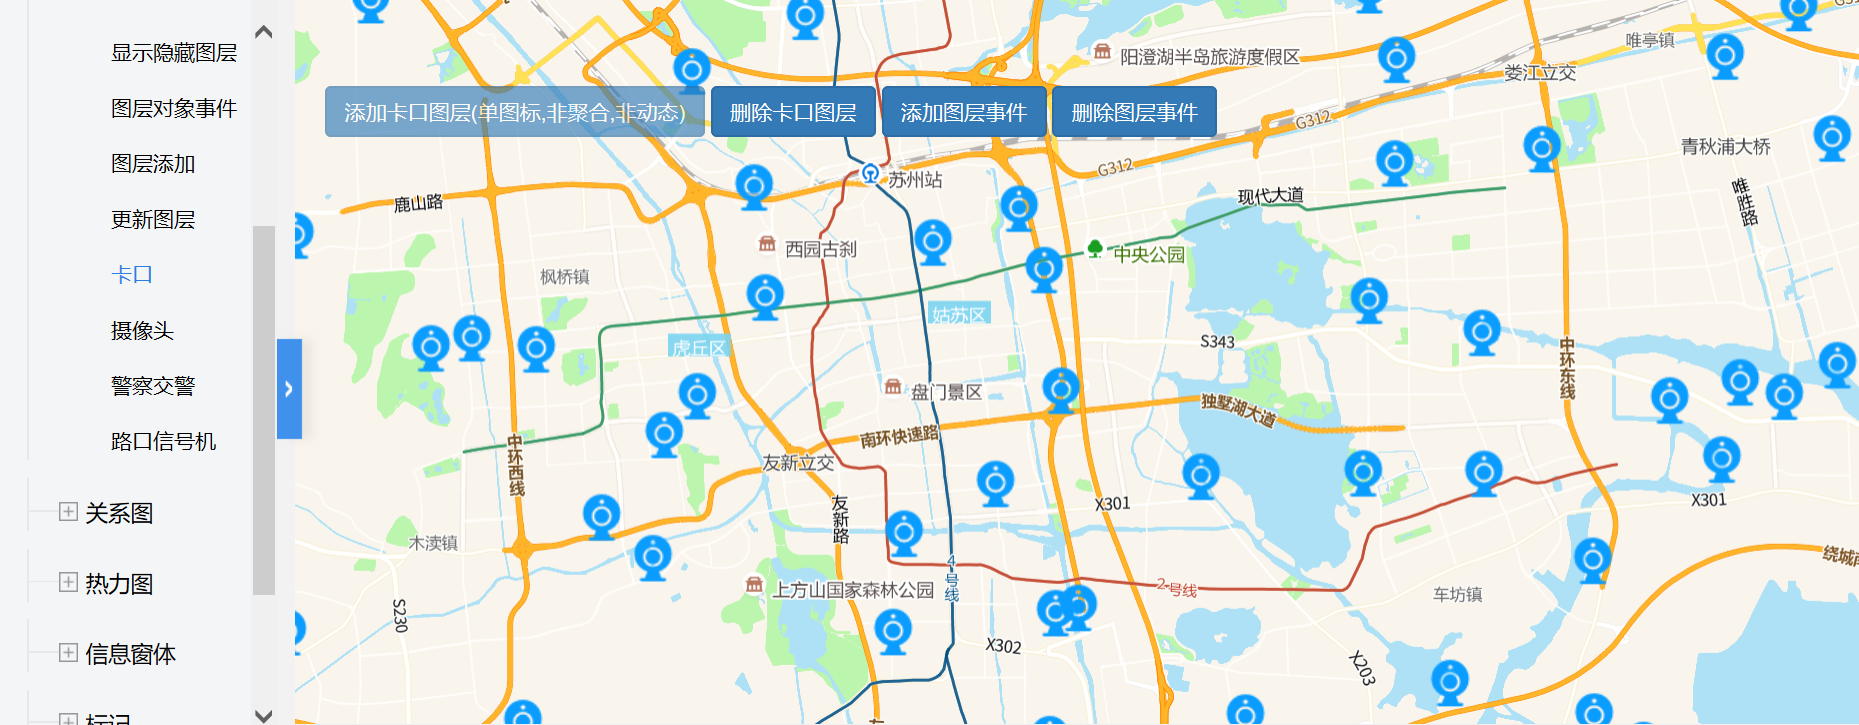 显示隐藏图层
图层对象事件
图层添加
更新图层
卡口
摄像头
警察交警
路口信号机
关系图
热力图
信息窗体
标记
添加卡口图层(单图标,非聚合,非动态)
删除卡口图层
添加图层事件
删除图层事件
阳澄湖半岛旅游度假区
唯亭镇
娄江立交
G312
青秋浦大桥
G312
苏州站
鹿山路
现代大道
唯胜路
西园古刹
中央公园
枫桥镇
姑苏区
虎丘区
S343
中环东线
盘门景区
独墅湖大道
南环快速路
中环西线
友新立交
友新路
X301
X301
木渎镇
4号线
2号线
绕城南
上方山国家森林公园
车坊镇
S230
X302
X203